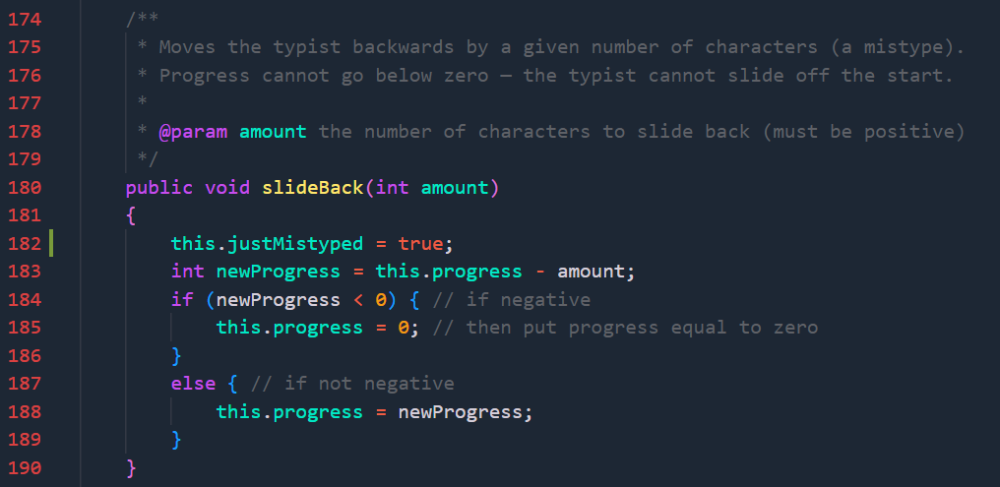 174 /**
175 * Moves the typist backwards by a given number of characters (a mistype).
176 * Progress cannot go below zero — the typist cannot slide off the start.
177 *
178 * @param amount the number of characters to slide back (must be positive)
179 */
180 public void slideBack(int amount)
181 {
182 this.justMistyped = true;
183 int newProgress = this.progress - amount;
184 if (newProgress < 0) { // if negative
185 this.progress = 0; // then put progress equal to zero
186 }
187 else { // if not negative
188 this.progress = newProgress;
189 }
190 }